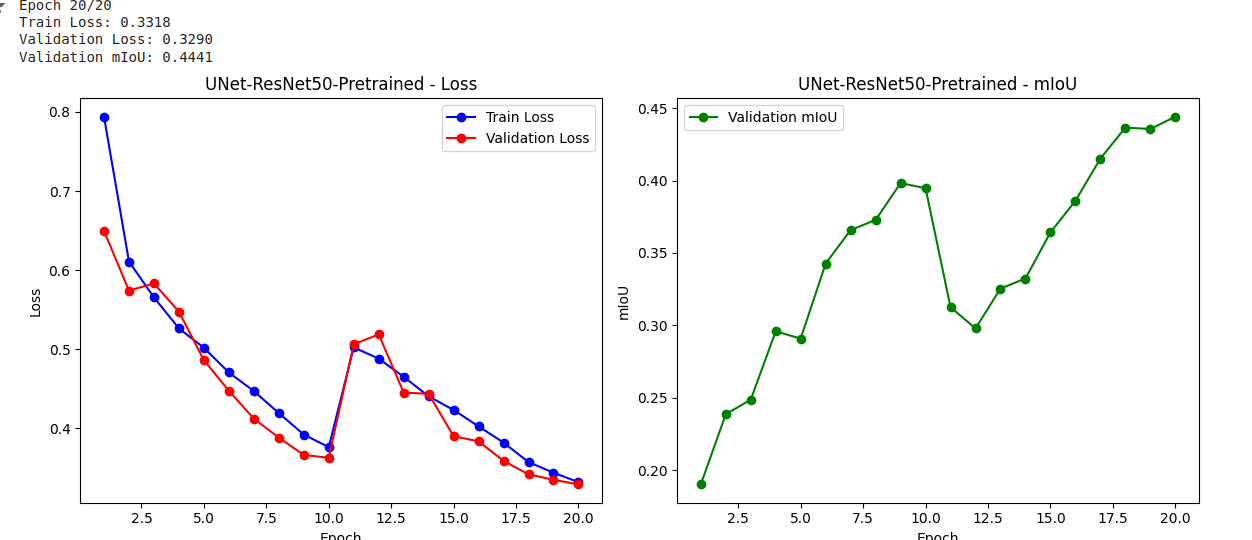 Epoch 20/20
Train Loss: 0.3318
Validation Loss: 0.3290
Validation mIoU: 0.4441
UNet-ResNet50-Pretrained - Loss
Train Loss
Validation Loss
0.8
0.7
0.6
0.5
0.4
Loss
2.5 5.0 7.5 10.0 12.5 15.0 17.5 20.0
Epoch
UNet-ResNet50-Pretrained - mIoU
Validation mIoU
0.45
0.40
0.35
0.30
0.25
0.20
mIoU
2.5 5.0 7.5 10.0 12.5 15.0 17.5 20.0
Epoch